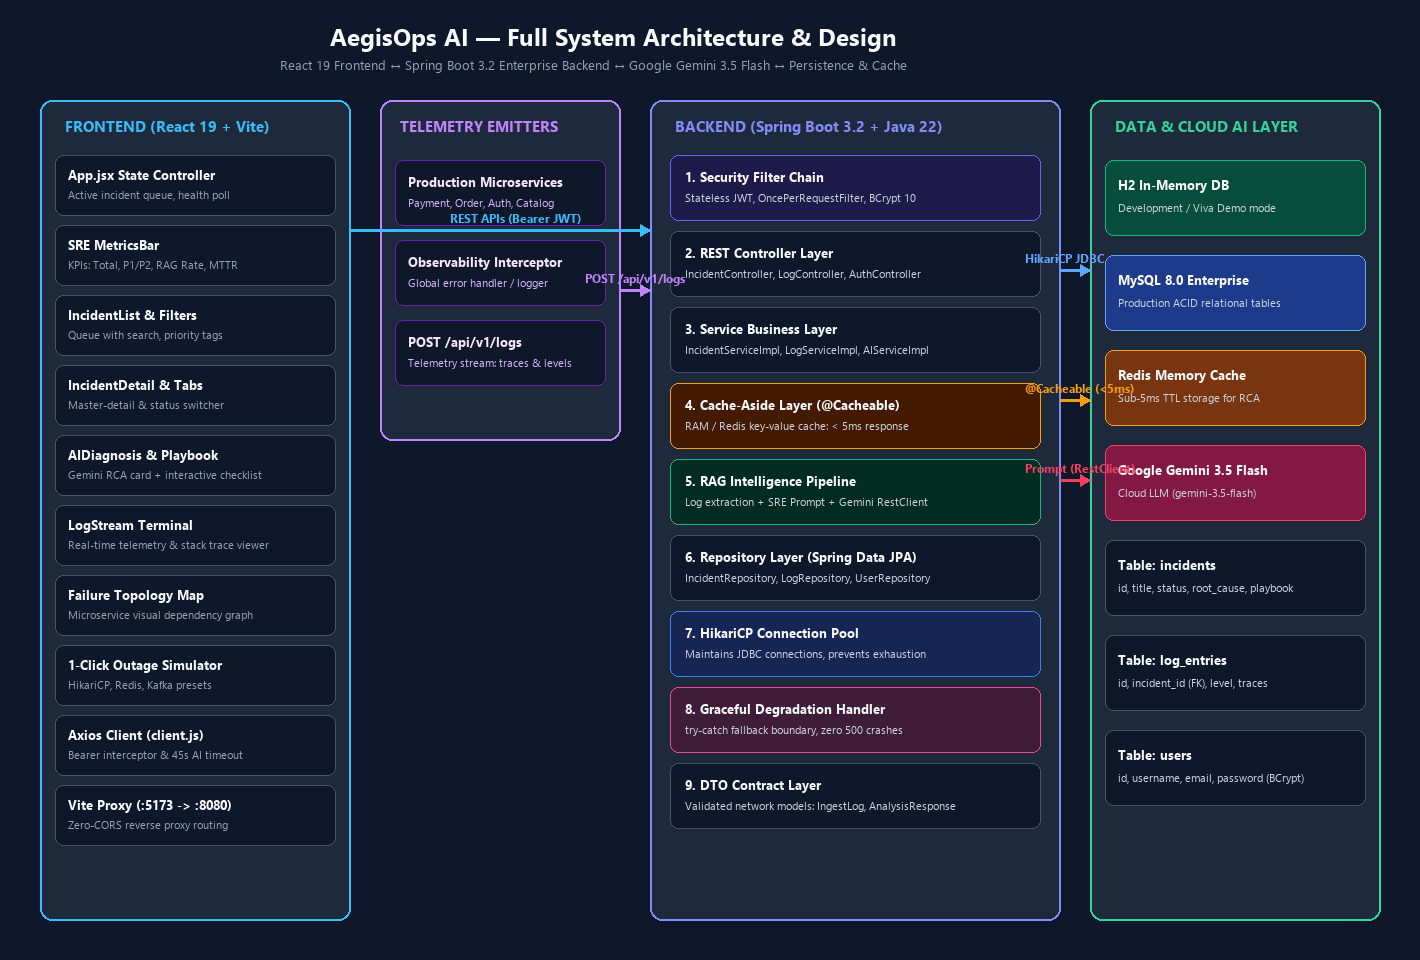 AegisOps AI — Full System Architecture & Design
React 19 Frontend ↔ Spring Boot 3.2 Enterprise Backend ↔ Google Gemini 3.5 Flash ↔ Persistence & Cache
FRONTEND (React 19 + Vite)
App.jsx State Controller
Active incident queue, health poll
SRE MetricsBar
KPIs: Total, P1/P2, RAG Rate, MTTR
IncidentList & Filters
Queue with search, priority tags
IncidentDetail & Tabs
Master-detail & status switcher
AIDiagnosis & Playbook
Gemini RCA card + interactive checklist
LogStream Terminal
Real-time telemetry & stack trace viewer
Failure Topology Map
Microservice visual dependency graph
1-Click Outage Simulator
HikariCP, Redis, Kafka presets
Axios Client (client.js)
Bearer interceptor & 45s AI timeout
Vite Proxy (:5173 -> :8080)
Zero-CORS reverse proxy routing
TELEMETRY EMITTERS
Production Microservices
Payment, Order, Auth, Catalog
REST APIs (Bearer JWT)
Observability Interceptor
Global error handler / logger
POST /api/v1/logs
POST /api/v1/logs
Telemetry stream: traces & levels
BACKEND (Spring Boot 3.2 + Java 22)
1. Security Filter Chain
Stateless JWT, OncePerRequestFilter, BCrypt 10
2. REST Controller Layer
IncidentController, LogController, AuthController
3. Service Business Layer
IncidentServiceImpl, LogServiceImpl, AIServiceImpl
4. Cache-Aside Layer (@Cacheable)
RAM / Redis key-value cache: < 5ms response
5. RAG Intelligence Pipeline
Log extraction + SRE Prompt + Gemini RestClient
6. Repository Layer (Spring Data JPA)
IncidentRepository, LogRepository, UserRepository
7. HikariCP Connection Pool
Maintains JDBC connections, prevents exhaustion
8. Graceful Degradation Handler
try-catch fallback boundary, zero 500 crashes
9. DTO Contract Layer
Validated network models: IngestLog, AnalysisResponse
HikariCP JDBC
@Cacheable (<5ms)
Prompt (RestClient)
DATA & CLOUD AI LAYER
H2 In-Memory DB
Development / Viva Demo mode
MySQL 8.0 Enterprise
Production ACID relational tables
Redis Memory Cache
Sub-5ms TTL storage for RCA
Google Gemini 3.5 Flash
Cloud LLM (gemini-3.5-flash)
Table: incidents
id, title, status, root_cause, playbook
Table: log_entries
id, incident_id (FK), level, traces
Table: users
id, username, email, password (BCrypt)